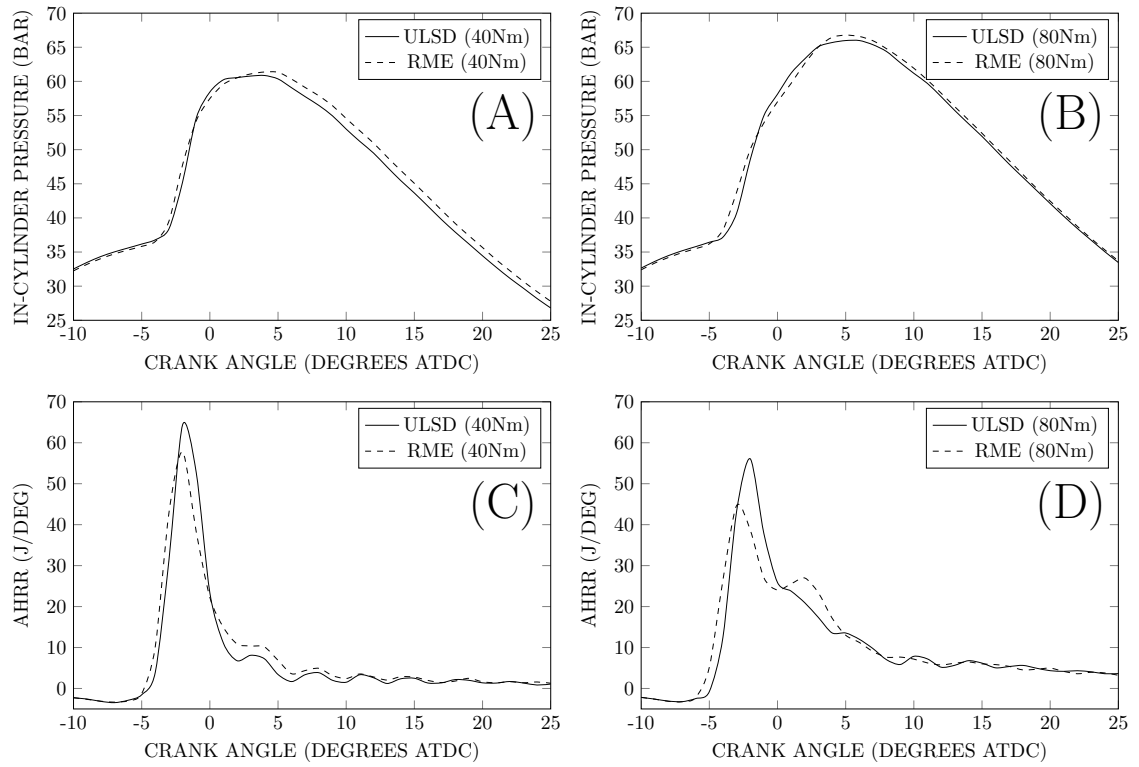 70
65
60
55
50
45
40
35
30
25
IN-CYLINDER PRESSURE (BAR)
-10 -5 0 5 10 15 20 25
CRANK ANGLE (DEGREES ATDC)
ULSD (40Nm)
RME (40Nm)
(A)
70
65
60
55
50
45
40
35
30
25
IN-CYLINDER PRESSURE (BAR)
-10 -5 0 5 10 15 20 25
CRANK ANGLE (DEGREES ATDC)
ULSD (80Nm)
RME (80Nm)
(B)
70
60
50
40
30
20
10
0
AHRR (J/DEG)
-10 -5 0 5 10 15 20 25
CRANK ANGLE (DEGREES ATDC)
ULSD (40Nm)
RME (40Nm)
(C)
70
60
50
40
30
20
10
0
AHRR (J/DEG)
-10 -5 0 5 10 15 20 25
CRANK ANGLE (DEGREES ATDC)
ULSD (80Nm)
RME (80Nm)
(D)